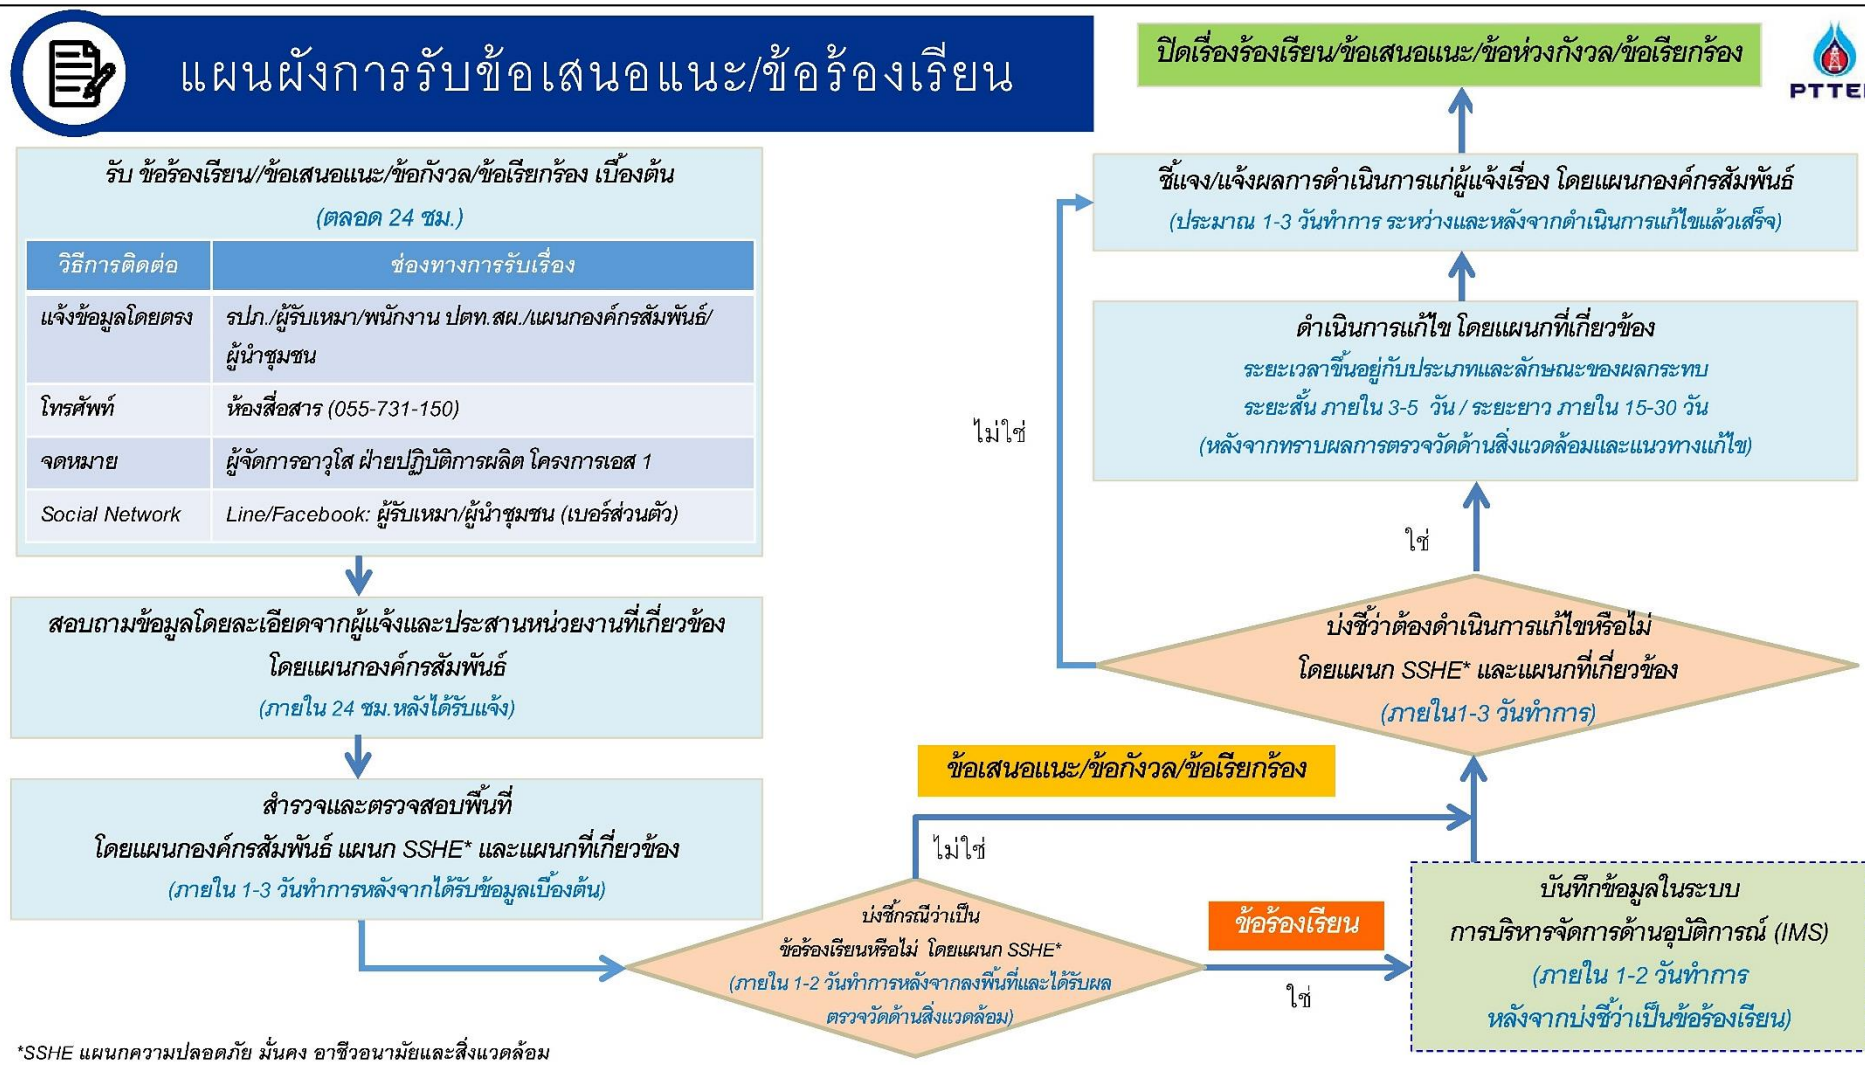 แผนผังการรับข้อเสนอแนะ/ข้อร้องเรียน
รับ ข้อร้องเรียน//ข้อเสนอแนะ/ข้อกังวล/ข้อเรียกร้อง เบื้องต้น
(ตลอด 24 ชม.)
วิธีการติดต่อ ช่องทางการรับเรื่อง
แจ้งข้อมูลโดยตรง รปภ./ผู้รับเหมา/พนักงาน ปตท.สผ./แผนกองค์กรสัมพันธ์/
ผู้นำชุมชน
โทรศัพท์ ห้องสื่อสาร (055-731-150)
จดหมาย ผู้จัดการอาวุโส ฝ่ายปฏิบัติการผลิต โครงการเอส 1
Social Network Line/Facebook: ผู้รับเหมา/ผู้นำชุมชน (เบอร์ส่วนตัว)
สอบถามข้อมูลโดยละเอียดจากผู้แจ้งและประสานหน่วยงานที่เกี่ยวข้อง
โดยแผนกองค์กรสัมพันธ์
(ภายใน 24 ชม.หลังได้รับแจ้ง)
สำรวจและตรวจสอบพื้นที่
โดยแผนกองค์กรสัมพันธ์ แผนก SSHE* และแผนกที่เกี่ยวข้อง
(ภายใน 1-3 วันทำการหลังจากได้รับข้อมูลเบื้องต้น)
บ่งชี้กรณีว่าเป็น
ข้อร้องเรียนหรือไม่ โดยแผนก SSHE*
(ภายใน 1-2 วันทำการหลังจากลงพื้นที่และได้รับผล
ตรวจวัดด้านสิ่งแวดล้อม)
ไม่ใช่
ข้อเสนอแนะ/ข้อกังวล/ข้อเรียกร้อง
ข้อร้องเรียน
ใช่
บันทึกข้อมูลในระบบ
การบริหารจัดการด้านอุบัติการณ์ (IMS)
(ภายใน 1-2 วันทำการ
หลังจากบ่งชี้ว่าเป็นข้อร้องเรียน)
บ่งชี้ว่าต้องดำเนินการแก้ไขหรือไม่
โดยแผนก SSHE* และแผนกที่เกี่ยวข้อง
(ภายใน1-3 วันทำการ)
ใช่
ไม่ใช่
ดำเนินการแก้ไข โดยแผนกที่เกี่ยวข้อง
ระยะเวลาขึ้นอยู่กับประเภทและลักษณะของผลกระทบ
ระยะสั้น ภายใน 3-5 วัน / ระยะยาว ภายใน 15-30 วัน
(หลังจากทราบผลการตรวจวัดด้านสิ่งแวดล้อมและแนวทางแก้ไข)
ชี้แจง/แจ้งผลการดำเนินการแก่ผู้แจ้งเรื่อง โดยแผนกองค์กรสัมพันธ์
(ประมาณ 1-3 วันทำการ ระหว่างและหลังจากดำเนินการแก้ไขแล้วเสร็จ)
ปิดเรื่องร้องเรียน/ข้อเสนอแนะ/ข้อห่วงกังวล/ข้อเรียกร้อง
PTTEP
*SSHE แผนกความปลอดภัย มั่นคง อาชีวอนามัยและสิ่งแวดล้อม